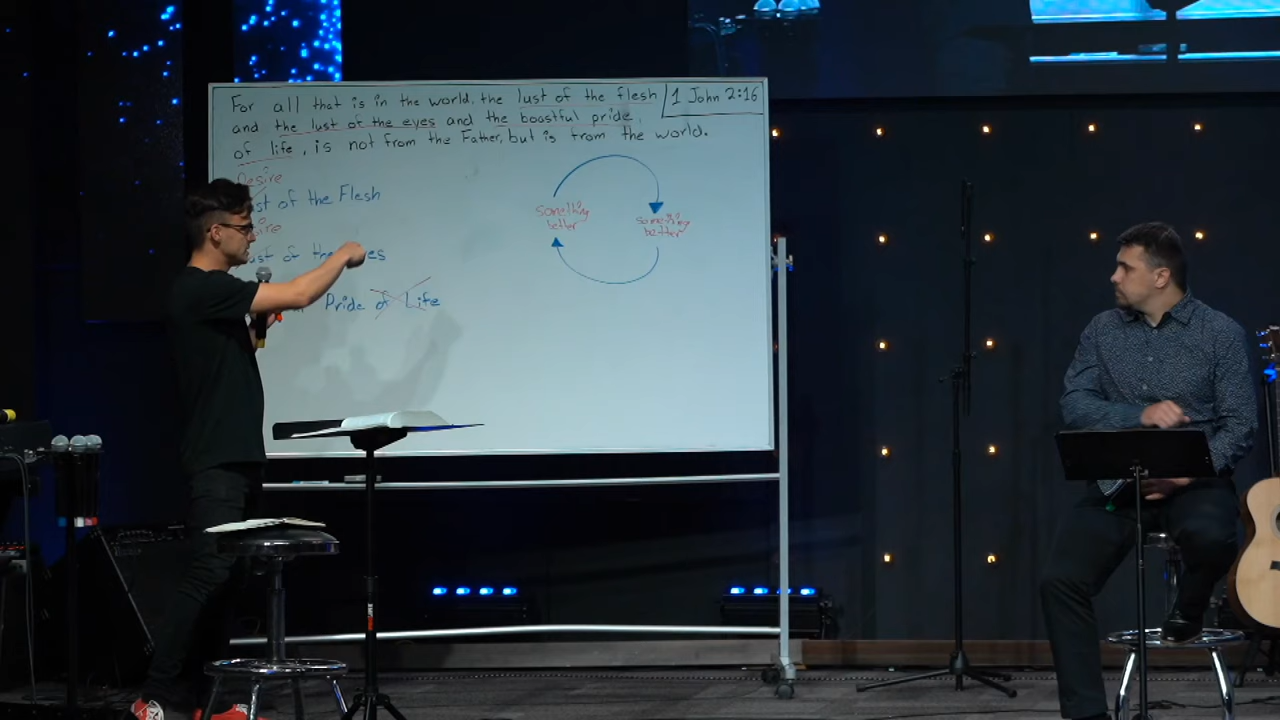 For all that is in the world, the lust of the flesh
1 John 2:16
and the lust of the eyes and the boastful pride
of life, is not from the Father, but is from the world.
Desire
of the Flesh
of the
Pride of Life
something
better
something
better